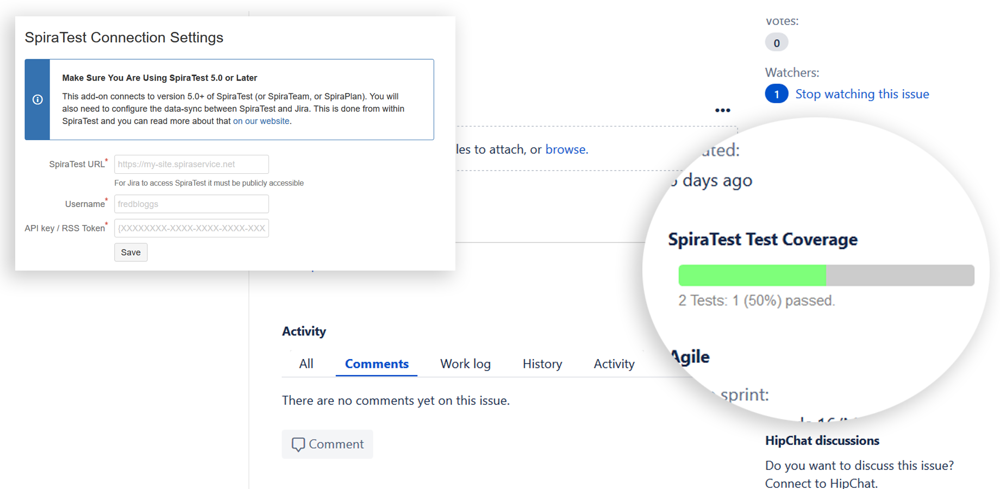 SpiraTest Connection Settings
Make Sure You Are Using SpiraTest 5.0 or Later
This add-on connects to version 5.0+ of SpiraTest (or SpiraTeam, or SpiraPlan). You will
also need to configure the data-sync between SpiraTest and Jira. This is done from within
SpiraTest and you can read more about that on our website.
SpiraTest URL* https://my-site.spiraservice.net
For Jira to access SpiraTest it must be publicly accessible
Username* fredbloggs
API key / RSS Token* {XXXXXXXX-XXXX-XXXX-XXXX-XXX
Save
to attach, or browse.
Activity
All Comments Work log History Activity
There are no comments yet on this issue.
Comment
Votes:
0
Watchers:
1 Stop watching this issue
days ago
SpiraTest Test Coverage
2 Tests: 1 (50%) passed.
Agile
sprint:
HipChat discussions
Do you want to discuss this issue?
Connect to HipChat.